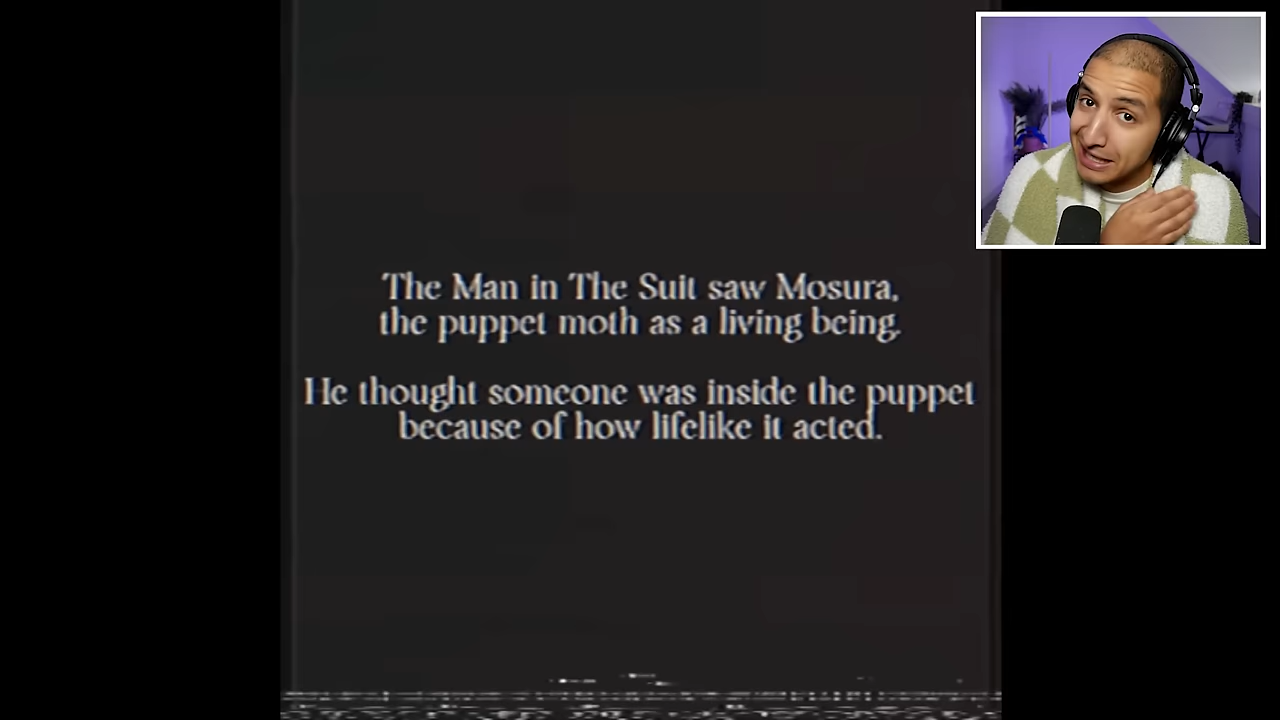 The Man in The Suit saw Mosura,
the puppet moth as a living being.
He thought someone was inside the puppet
because of how lifelike it acted.